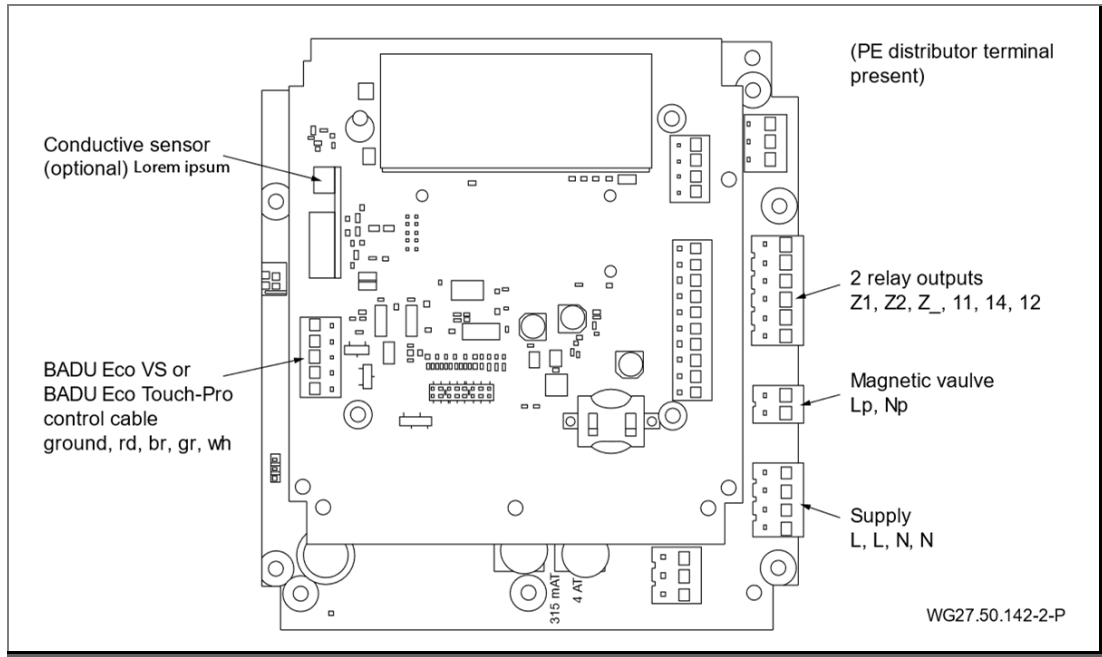 (PE distributor terminal
present)
Conductive sensor
(optional) Lorem ipsum
2 relay outputs
Z1, Z2, Z_, 11, 14, 12
BADU Eco VS or
BADU Eco Touch-Pro
control cable
ground, rd, br, gr, wh
Magnetic vaulve
Lp, Np
Supply
L, L, N, N
315 mAT
4 AT
WG27.50.142-2-P